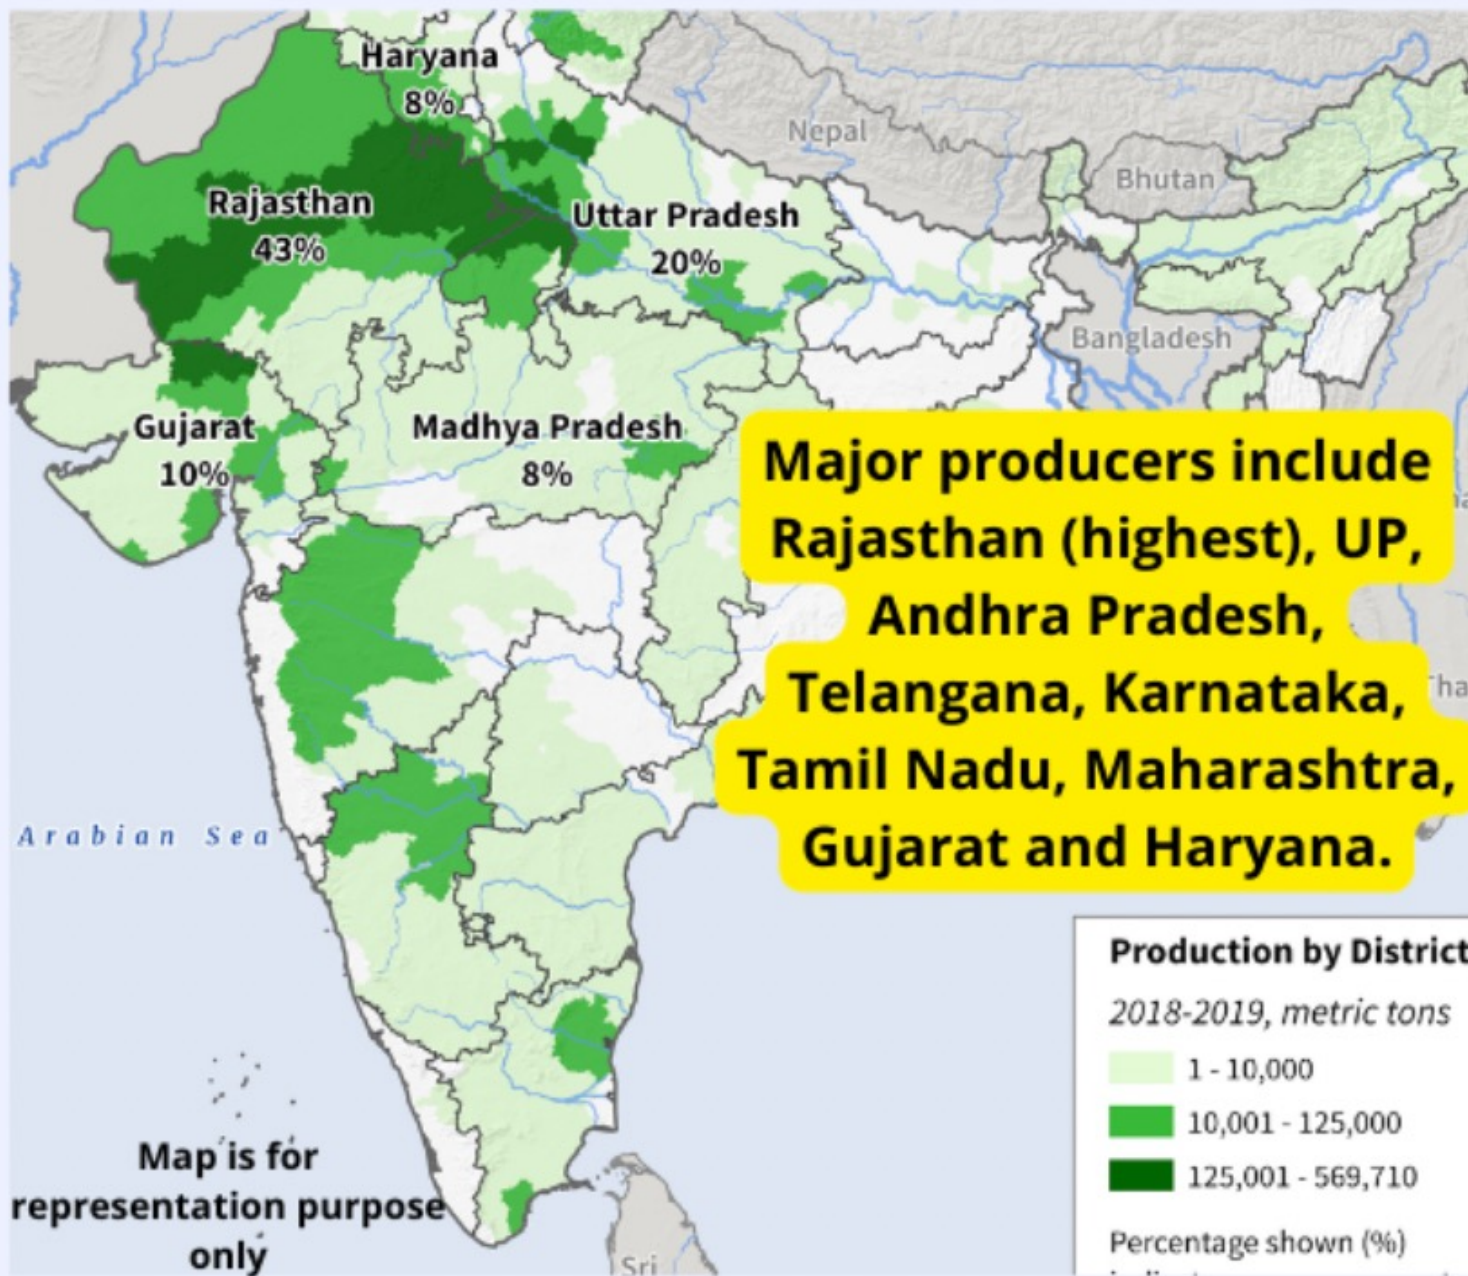 Haryana
8%
Nepal
Bhutan
Rajasthan
43%
Uttar Pradesh
20%
Bangladesh
Gujarat
10%
Madhya Pradesh
8%
Major producers include
Rajasthan (highest), UP,
Andhra Pradesh,
Telangana, Karnataka,
Tamil Nadu, Maharashtra,
Gujarat and Haryana.
Arabian Sea
Production by District
2018-2019, metric tons
1 - 10,000
10,001 - 125,000
125,001 - 569,710
Percentage shown (%)
Map is for
representation purpose
only
Sri